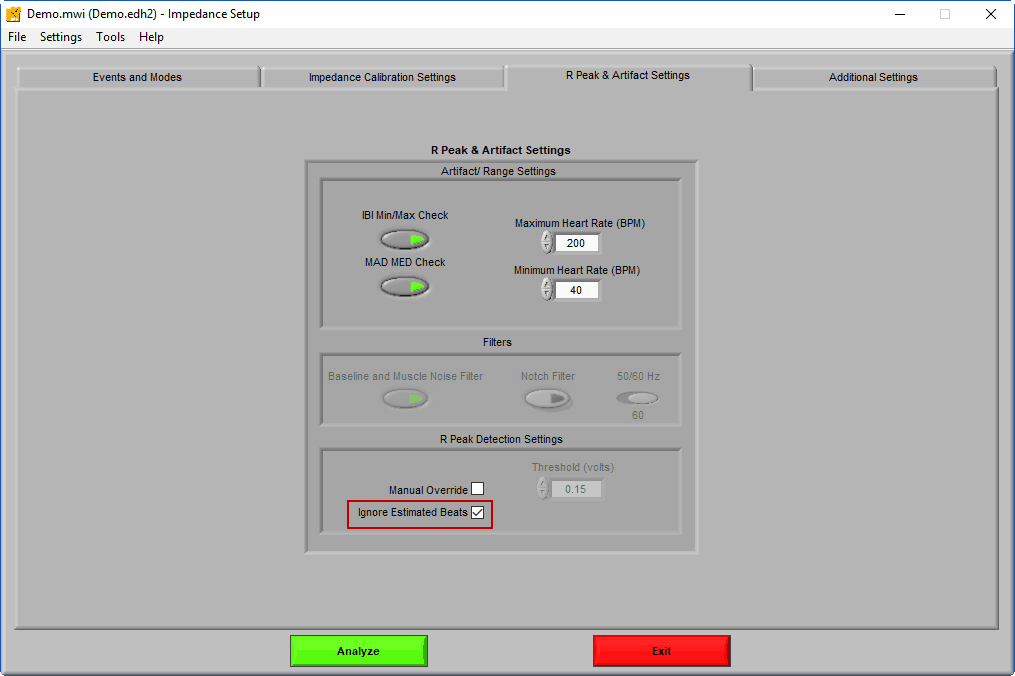 Demo.mwi (Demo.edh2) - Impedance Setup
File Settings Tools Help
Events and Modes Impedance Calibration Settings R Peak & Artifact Settings Additional Settings
R Peak & Artifact Settings
Artifact/ Range Settings
IBI Min/Max Check
Maximum Heart Rate (BPM)
200
MAD MED Check
Minimum Heart Rate (BPM)
40
Filters
Baseline and Muscle Noise Filter Notch Filter 50/60 Hz
60
R Peak Detection Settings
Threshold (volts)
Manual Override 0.15
Ignore Estimated Beats
Analyze Exit